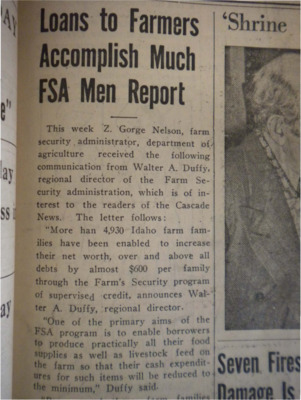 Loans to Farmers
Accomplish Much
FSA Men Report
This week Z. Gorge Nelson, farm
security administrator, department of
agriculture received the following
communication from Walter A. Duffy,
regional director of the Farm Se-
curity administration, which is of in-
terest to the readers of the Cascade
News. The letter follows:
"More han 4,930 Idaho farm fam-
ilies have been enabled to increase
their net worth, over and above all
debts by almost $600 per family
through the Farm's Security program
of supervised credit, announces Wal-
ter A. Duffy, regional director.
"One of the primary aims of the
FSA program is to enable borrowers
to produce practically all their food
supplies as well as livestock feed on
the farm so that their cash expendit-
ures for such items will be reduced to
the minimum," Duffy said.
farm families
'Shrine
Seven Fires
Damage Is